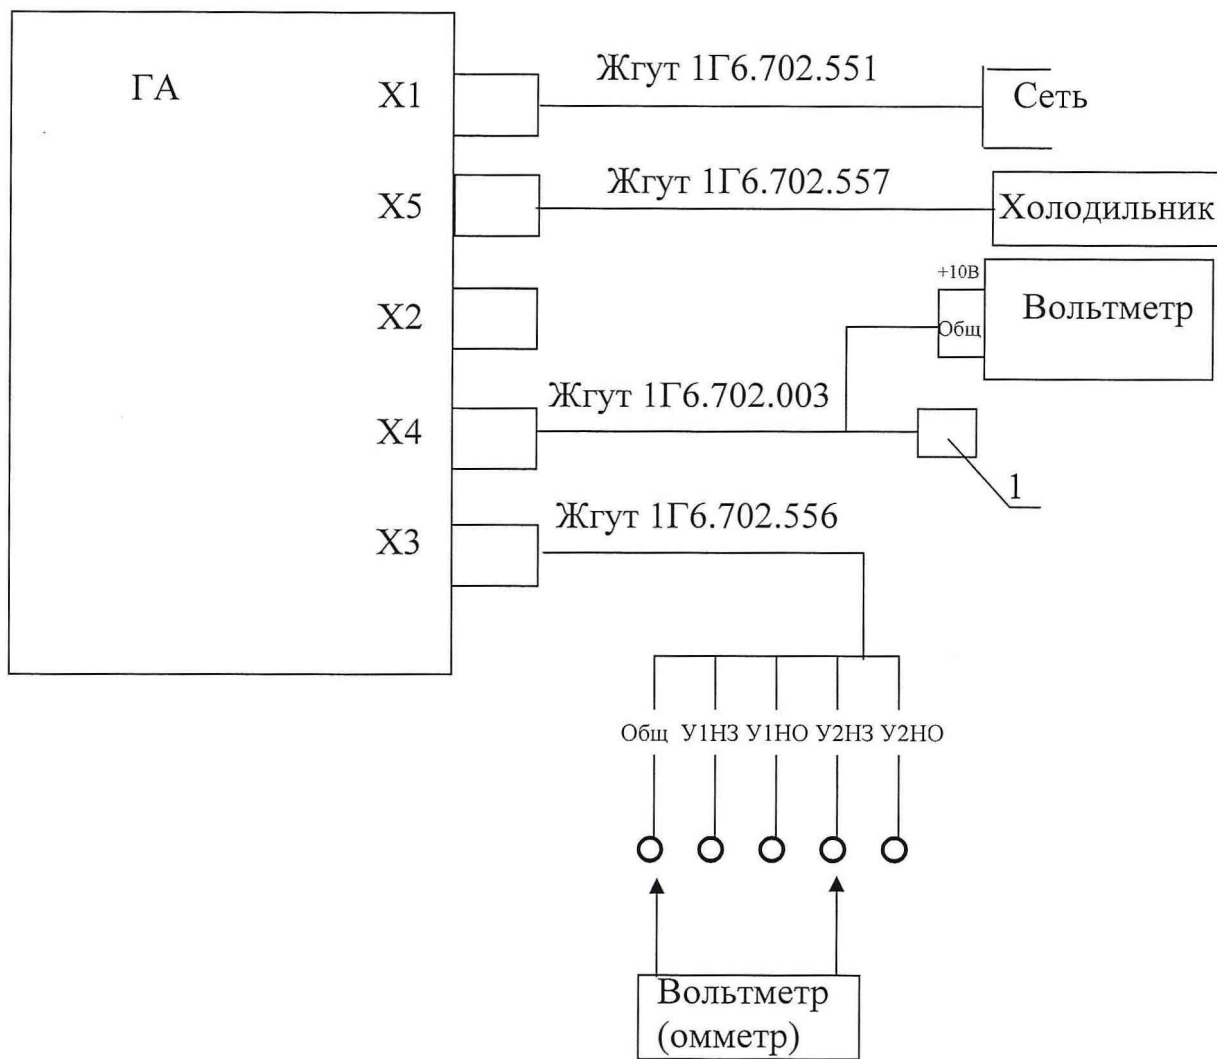 ГА
X1
Жгут 1Г6.702.551
Сеть
X5
Жгут 1Г6.702.557
Холодильник
X2
+10В
Общ
Вольтметр
X4
Жгут 1Г6.702.003
1
X3
Жгут 1Г6.702.556
Общ У1НЗ У1НО У2НЗ У2НО
Вольтметр
(омметр)